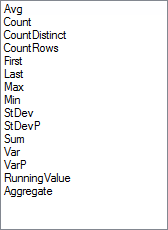 Avg
Count
CountDistinct
CountRows
First
Last
Max
Min
StDev
StDevP
Sum
Var
VarP
RunningValue
Aggregate